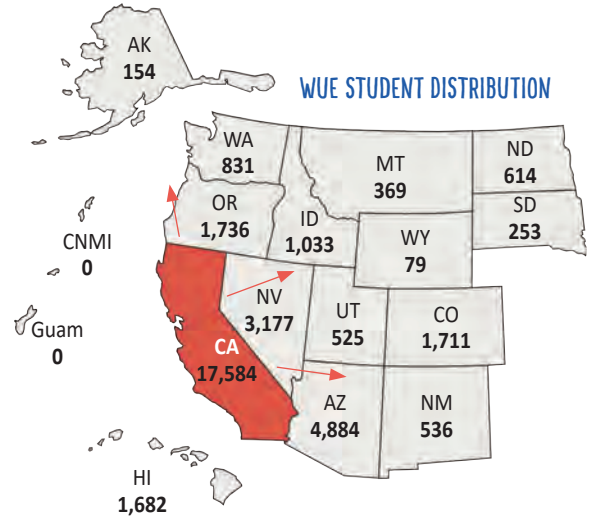 AK
154
WUE STUDENT DISTRIBUTION
WA
831
MT
369
ND
614
OR
1,736
ID
1,033
SD
253
WY
79
CNMI
0
NV
3,177
UT
525
CO
1,711
Guam
0
CA
17,584
AZ
4,884
NM
536
HI
1,682